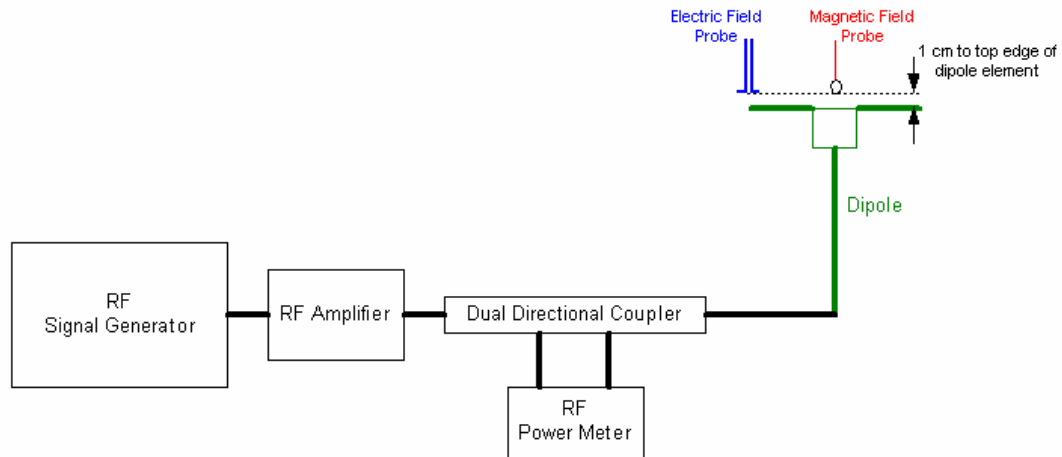 Electric Field
Probe
Magnetic Field
Probe
1 cm to top edge of
dipole element
Dipole
RF
Signal Generator
RF Amplifier
Dual Directional Coupler
RF
Power Meter